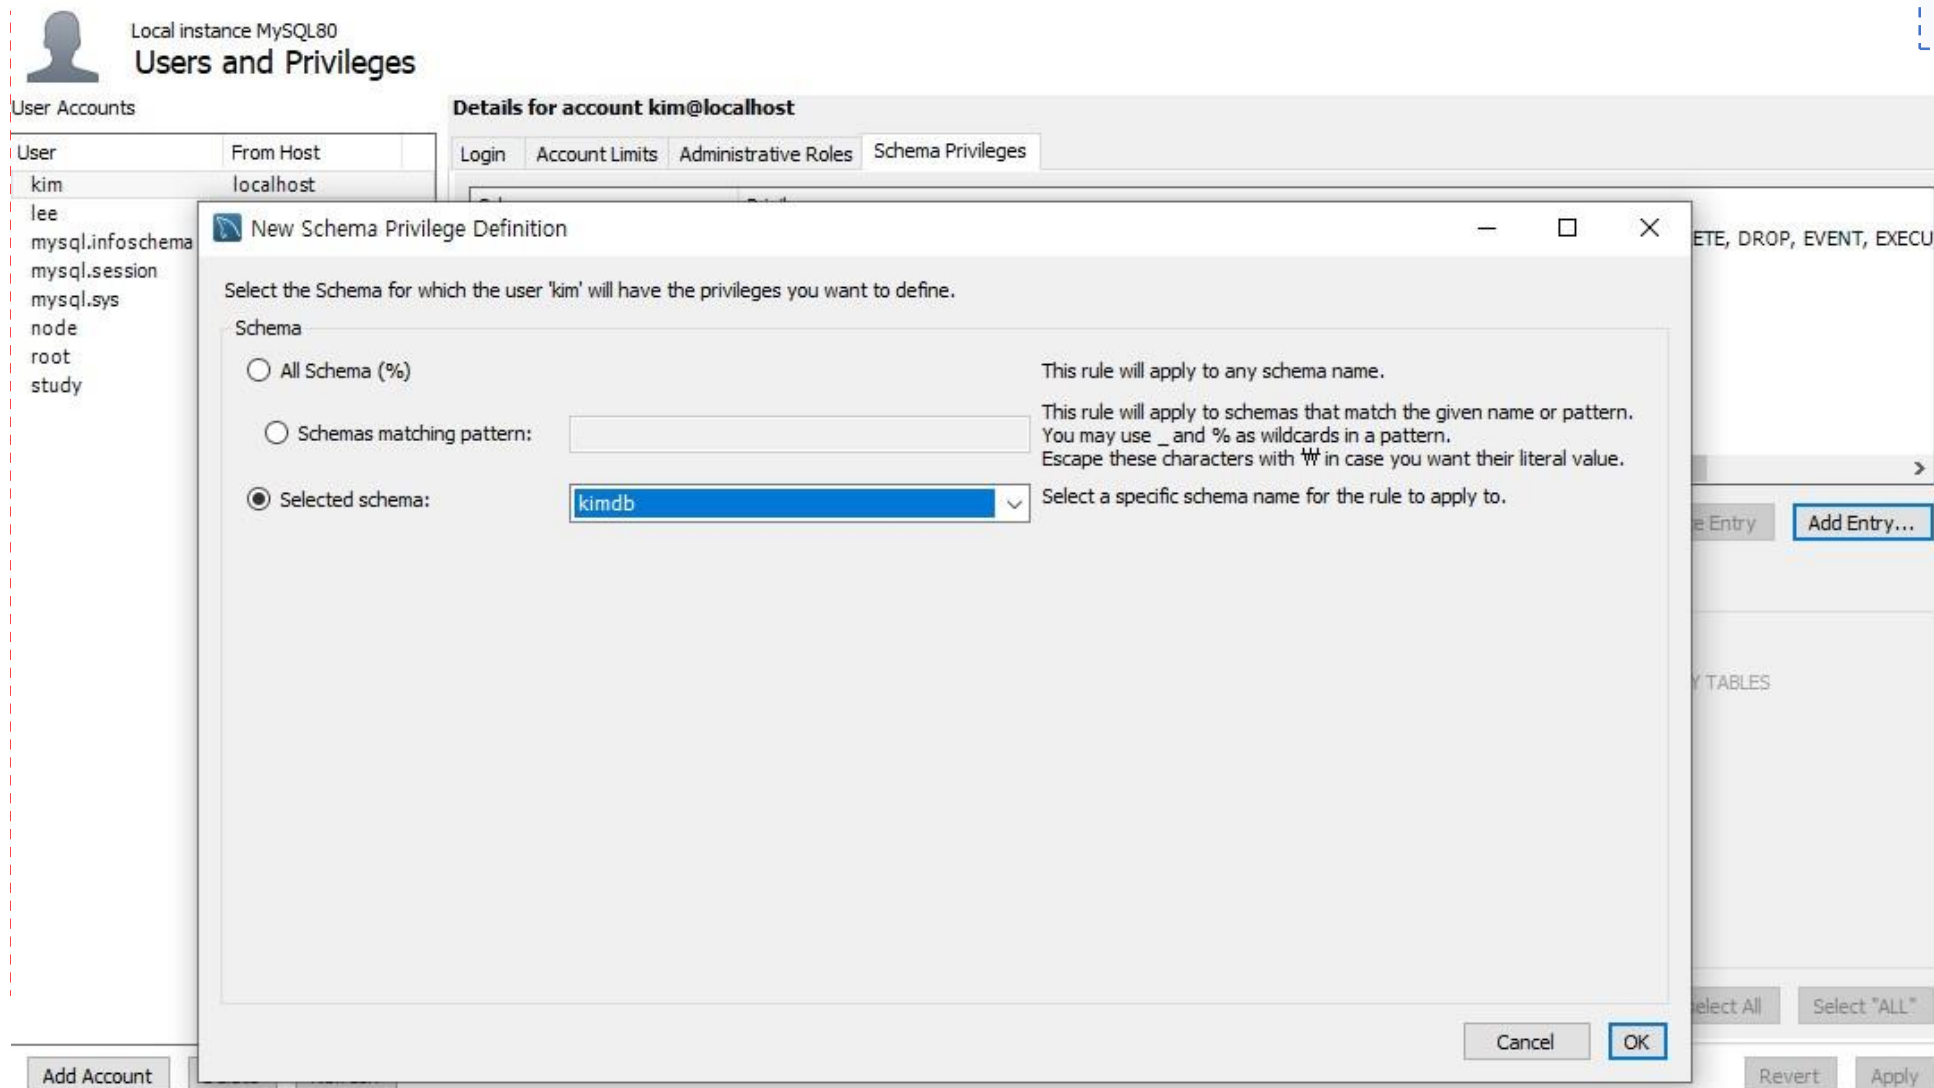 Local instance MySQL80
Users and Privileges
User Accounts
Details for account kim@localhost
User From Host
Login Account Limits Administrative Roles Schema Privileges
kim localhost
lee
mysql.infoschema
mysql.session
mysql.sys
node
root
study
New Schema Privilege Definition
ETE, DROP, EVENT, EXECU
Select the Schema for which the user 'kim' will have the privileges you want to define.
Schema
All Schema (%) This rule will apply to any schema name.
Schemas matching pattern:
This rule will apply to schemas that match the given name or pattern.
You may use _ and % as wildcards in a pattern.
Escape these characters with ₩ in case you want their literal value.
Selected schema: kimdb Select a specific schema name for the rule to apply to.
e Entry Add Entry...
Y TABLES
elect All Select "ALL"
Cancel OK
Add Account Revert Apply